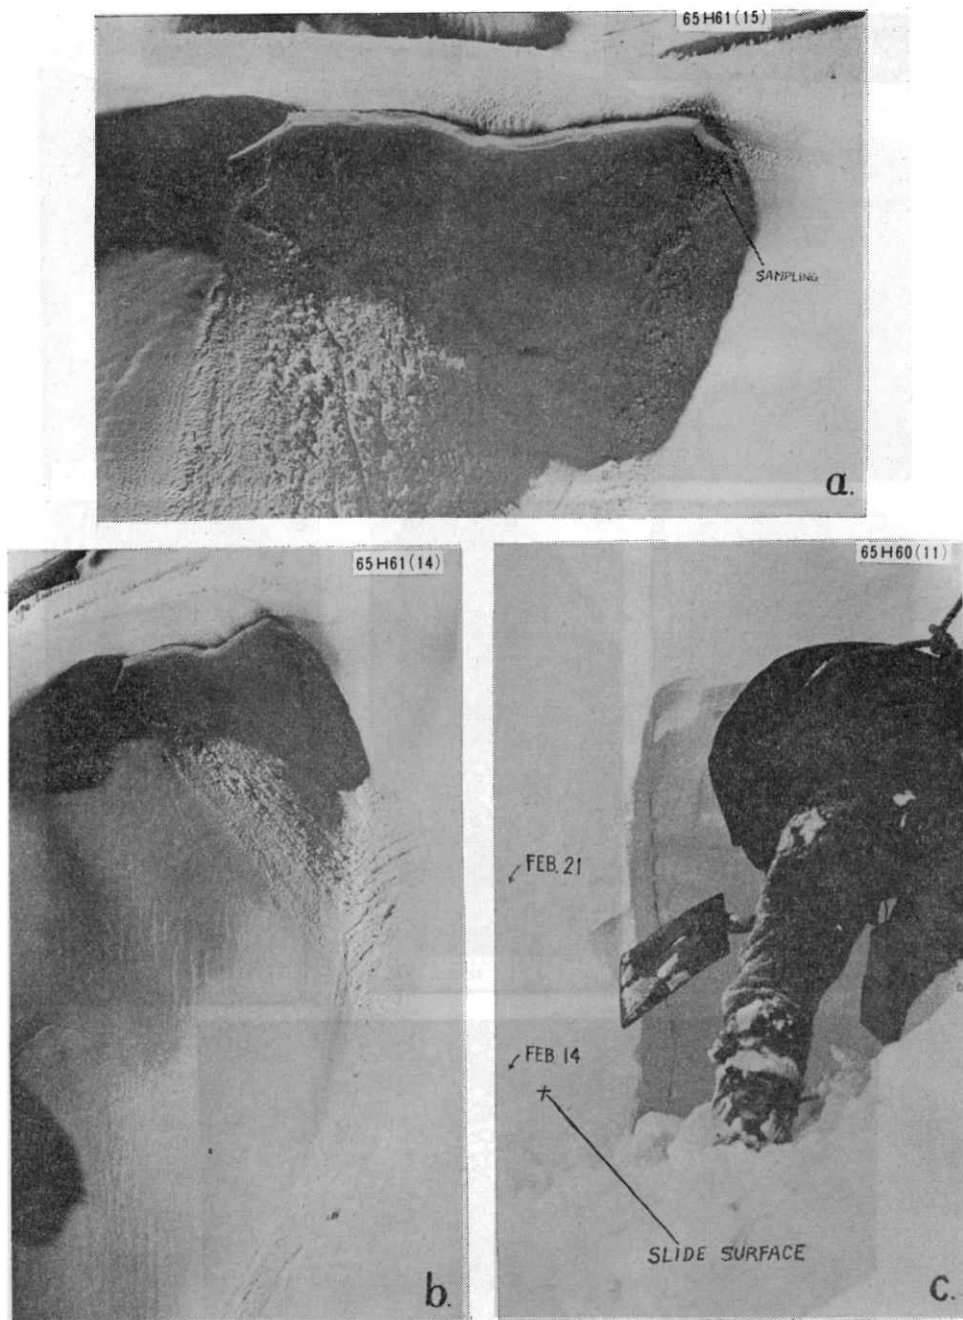 65H61(15)
SAMPLING
a.
65H61(14)
b.
65H60(11)
FEB. 21
FEB. 14
SLIDE SURFACE
c.